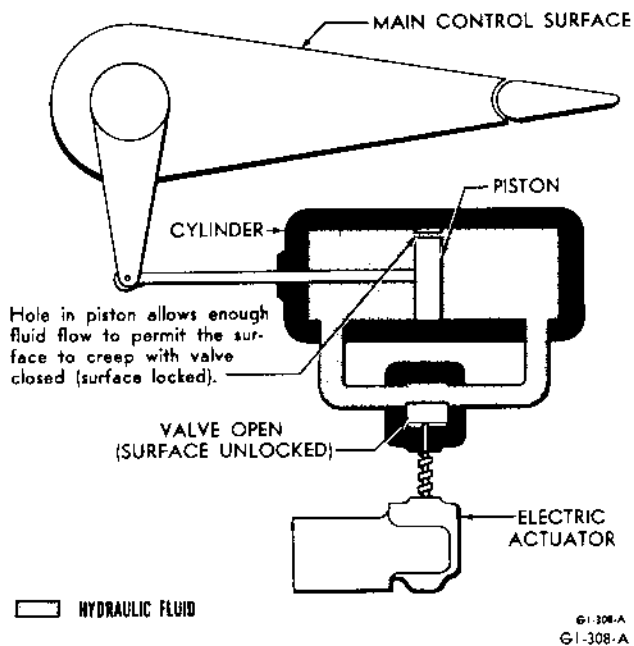 MAIN CONTROL SURFACE
PISTON
CYLINDER
Hole in piston allows enough
fluid flow to permit the sur-
face to creep with valve
closed (surface locked).
VALVE OPEN
(SURFACE UNLOCKED)
ELECTRIC
ACTUATOR
HYDRAULIC FLUID
G1-308-A
G1-308-A